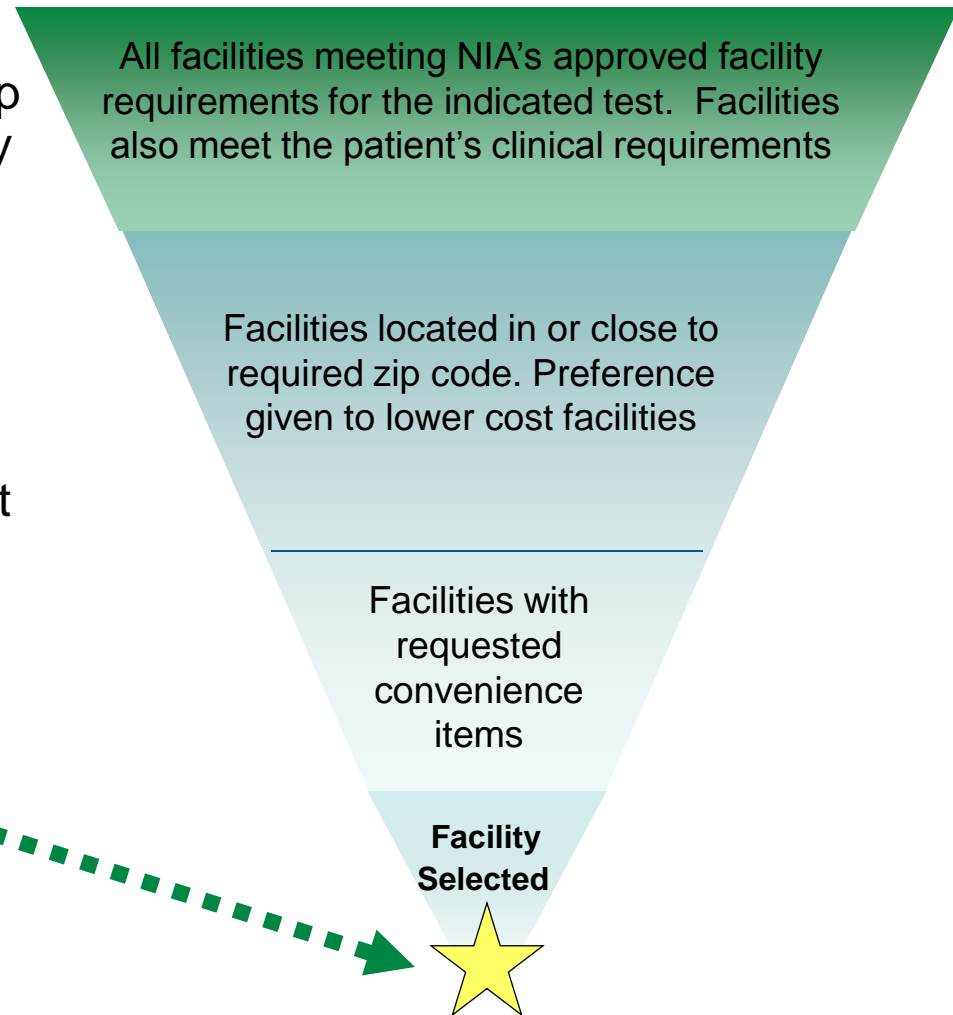 All facilities meeting NIA's approved facility
requirements for the indicated test.  Facilities
also meet the patient's clinical requirements
p
y
Facilities located in or close to
required zip code. Preference
given to lower cost facilities
t
Facilities with
requested
convenience
items
Facility
Selected